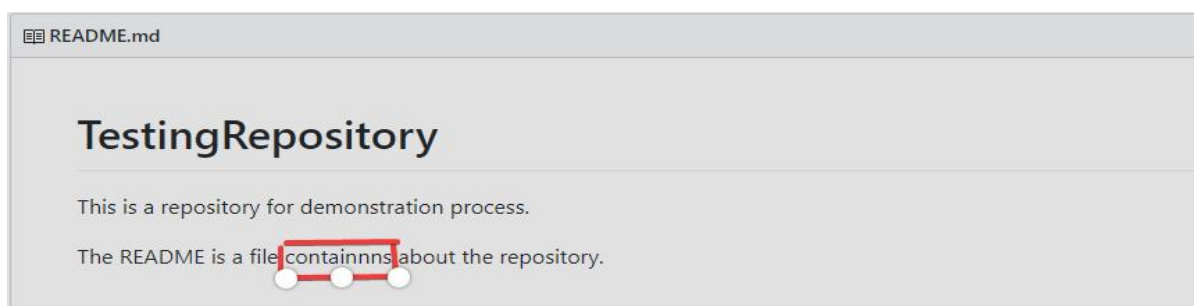 README.md
TestingRepository
This is a repository for demonstration process.
The README is a file containnns about the repository.